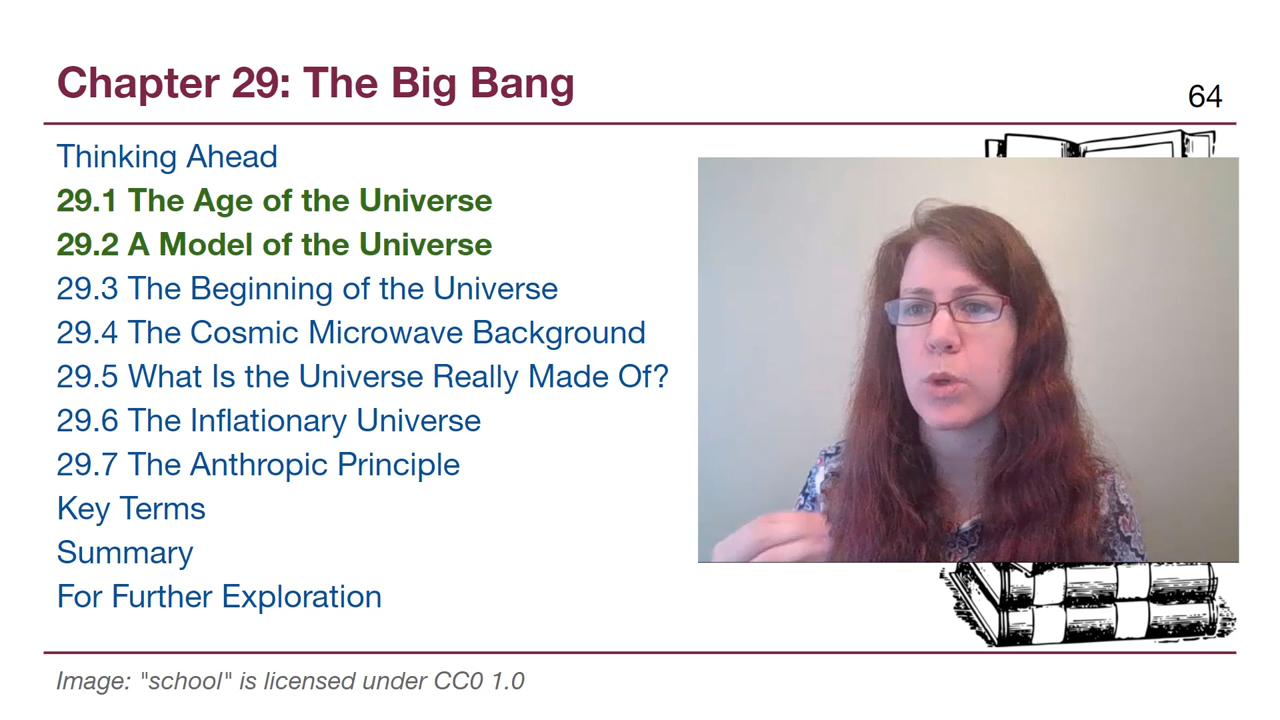 Chapter 29: The Big Bang
64
Thinking Ahead
29.1 The Age of the Universe
29.2 A Model of the Universe
29.3 The Beginning of the Universe
29.4 The Cosmic Microwave Background
29.5 What Is the Universe Really Made Of?
29.6 The Inflationary Universe
29.7 The Anthropic Principle
Key Terms
Summary
For Further Exploration
Image: "school" is licensed under CC0 1.0